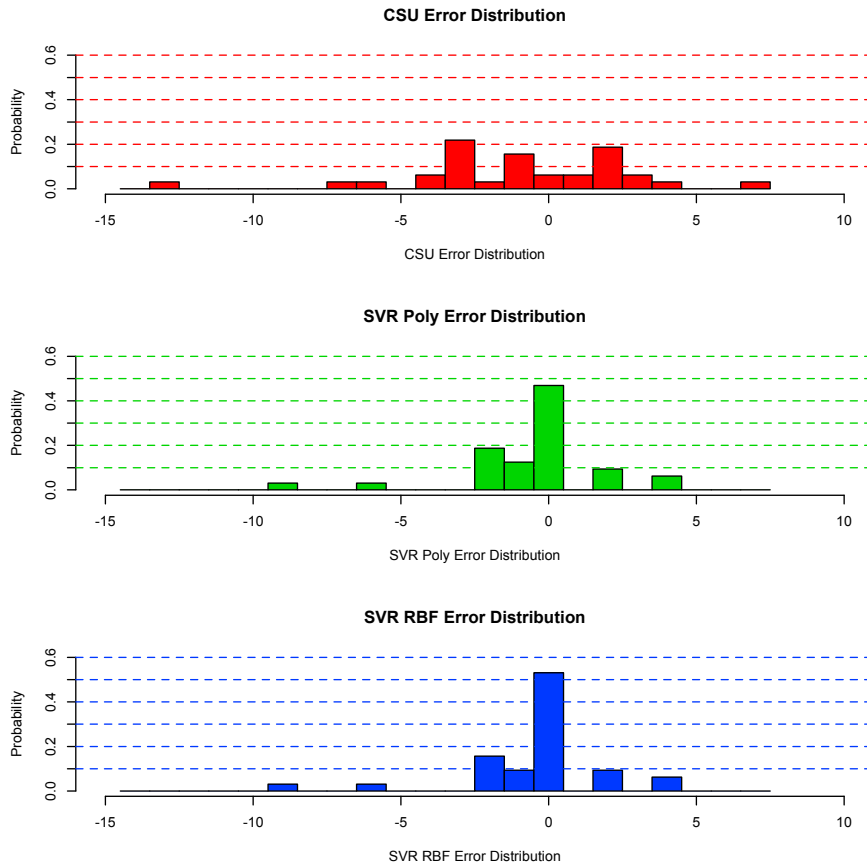 CSU Error Distribution
Probability
0.6
0.4
0.2
0.0
-15 -10 -5 0 5 10
CSU Error Distribution
SVR Poly Error Distribution
Probability
0.6
0.4
0.2
0.0
-15 -10 -5 0 5 10
SVR Poly Error Distribution
SVR RBF Error Distribution
Probability
0.6
0.4
0.2
0.0
-15 -10 -5 0 5 10
SVR RBF Error Distribution